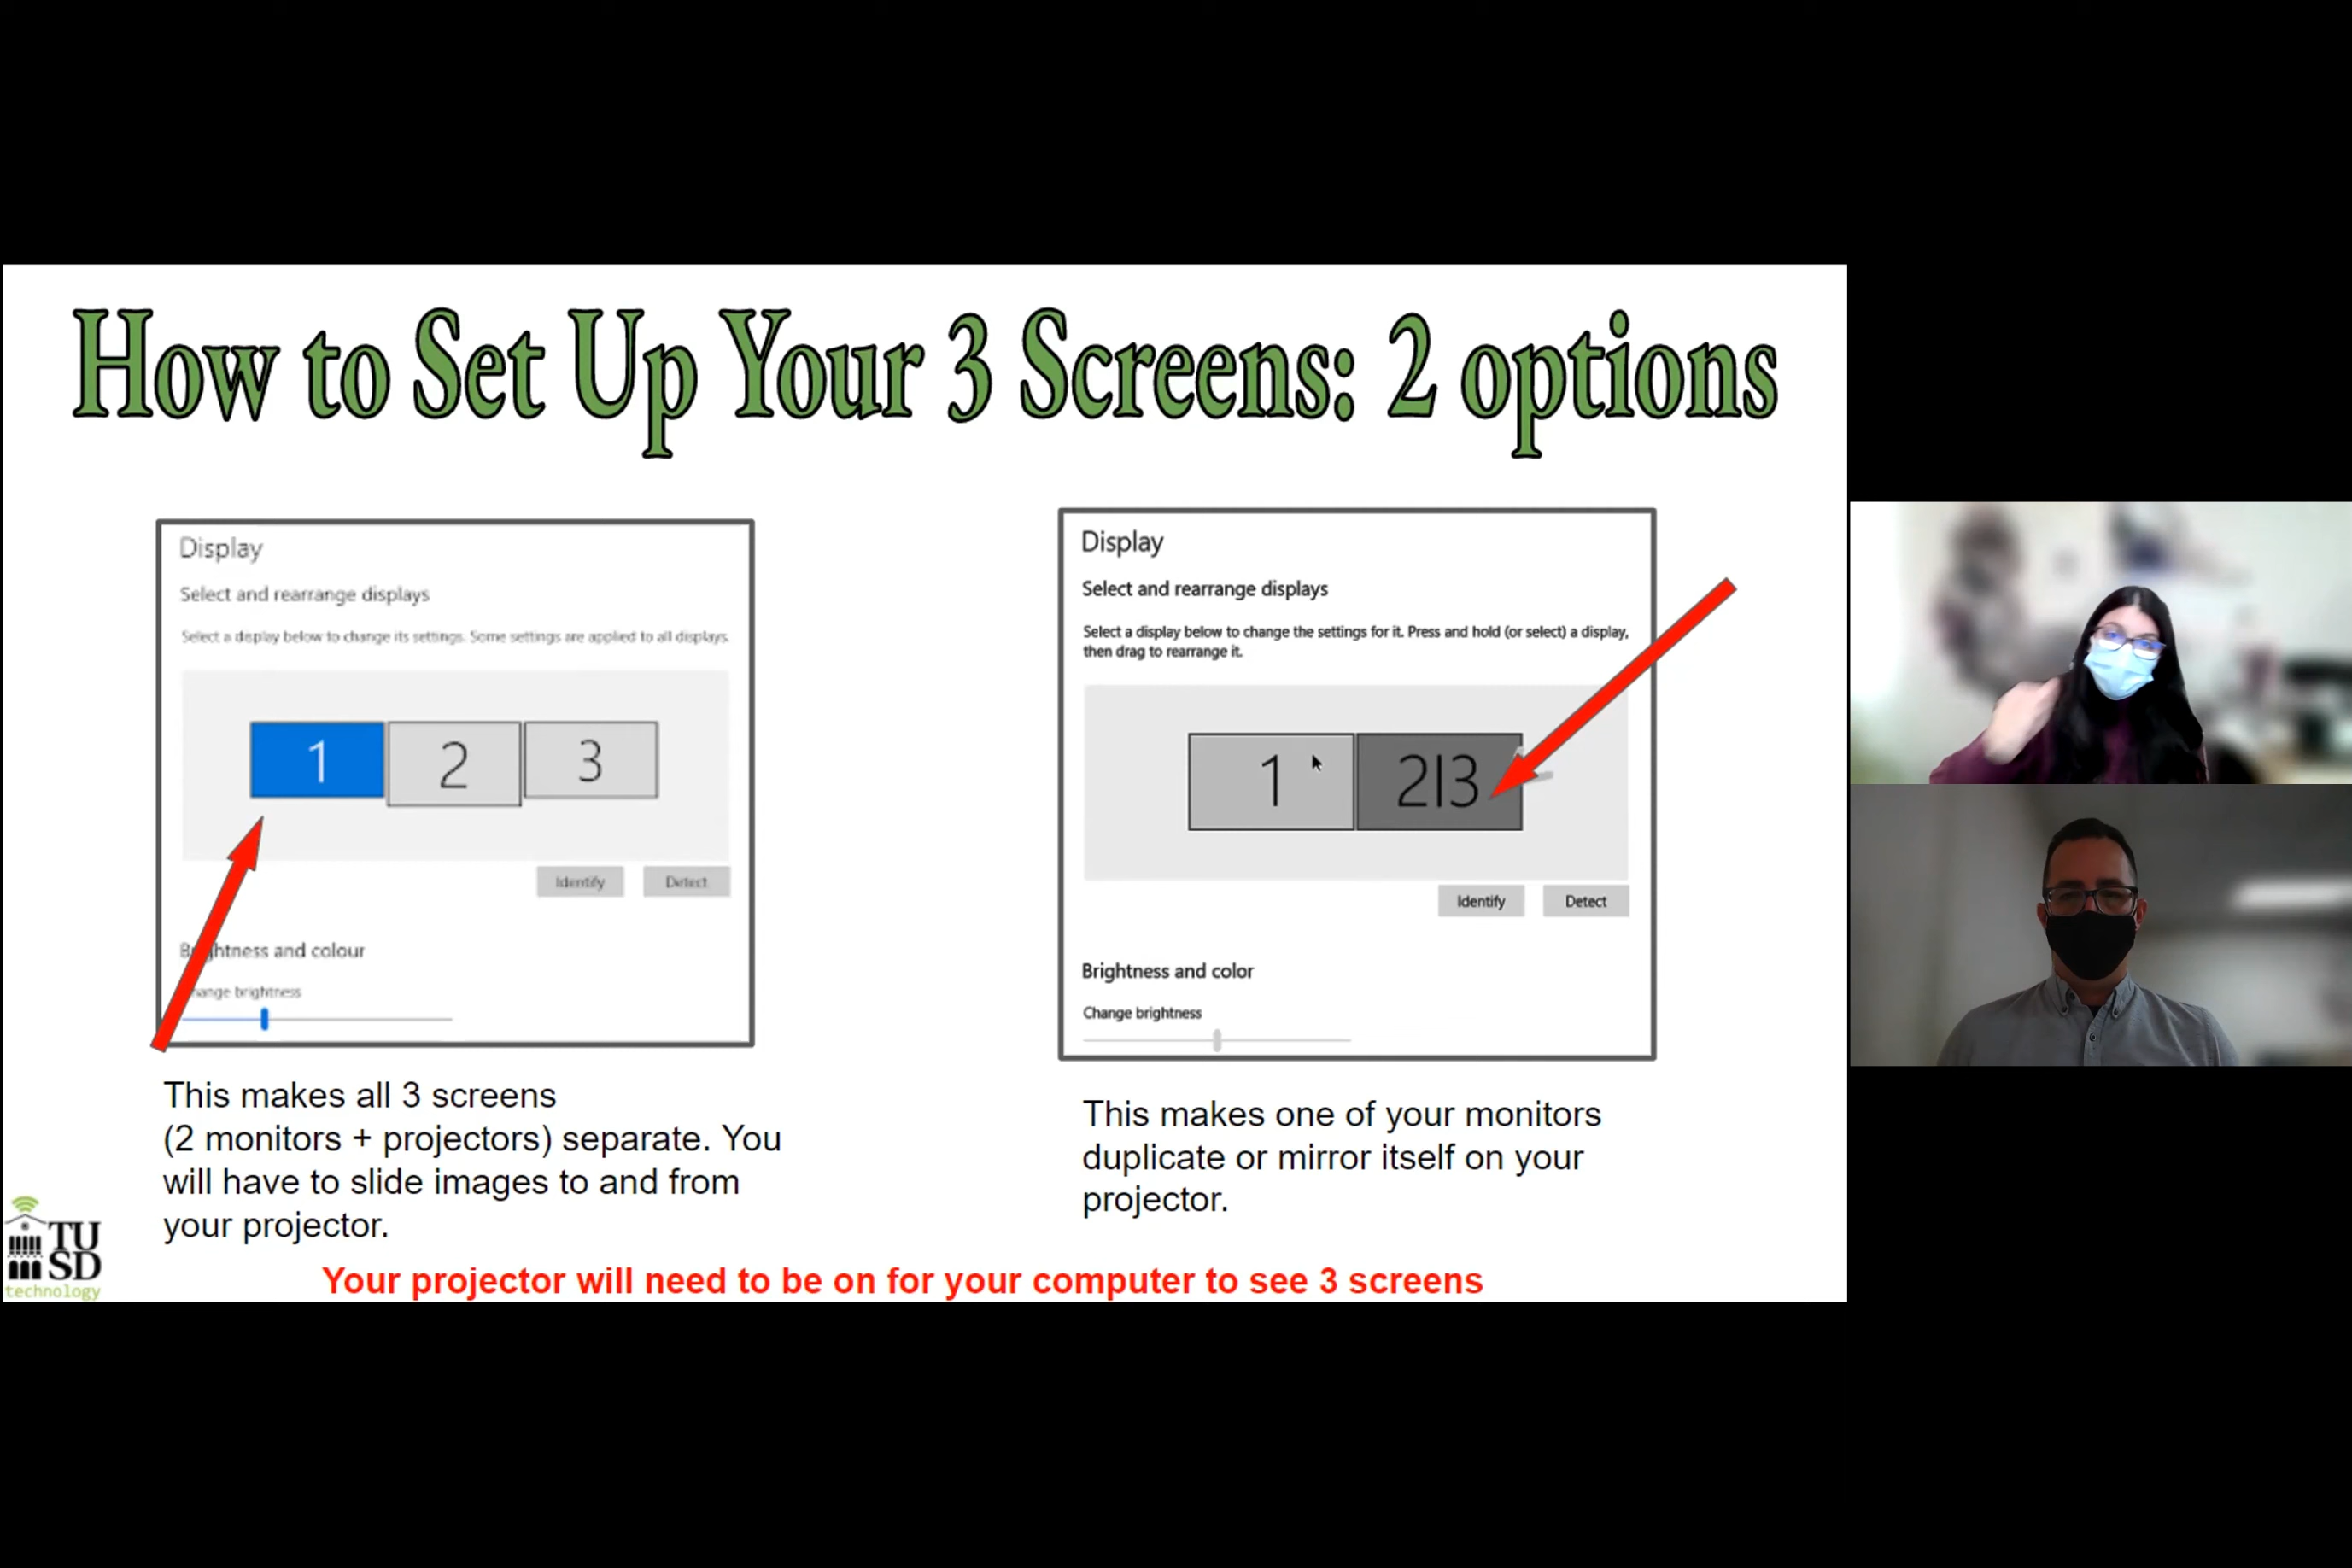 How to Set Up Your 3 Screens: 2 options
Display
Select and rearrange displays
Select a display below to change its settings. Some settings are applied to all displays.
1
2
3
Identify
Detect
htness and colour
ange brightness
This makes all 3 screens
(2 monitors + projectors) separate. You
will have to slide images to and from
your projector.
Display
Select and rearrange displays
Select a display below to change the settings for it. Press and hold (or select) a display,
then drag to rearrange it.
1
2|3
Identify
Detect
Brightness and color
Change brightness
This makes one of your monitors
duplicate or mirror itself on your
projector.
TU
SD
technology
Your projector will need to be on for your computer to see 3 screens